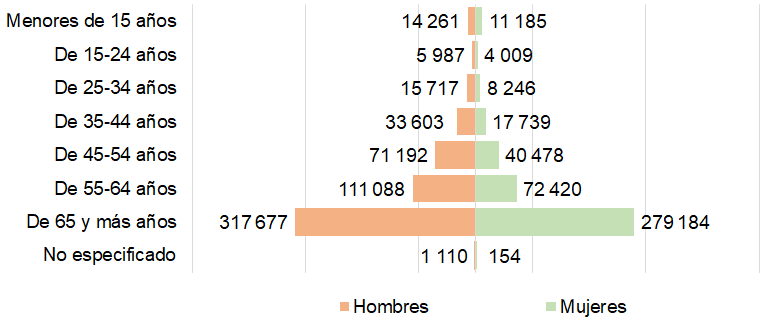 Menores de 15 años 14 261 11 185
De 15-24 años 5 987 4 009
De 25-34 años 15 717 8 246
De 35-44 años 33 603 17 739
De 45-54 años 71 192 40 478
De 55-64 años 111 088 72 420
De 65 y más años 317 677 279 184
No especificado 1 110 154
Hombres Mujeres